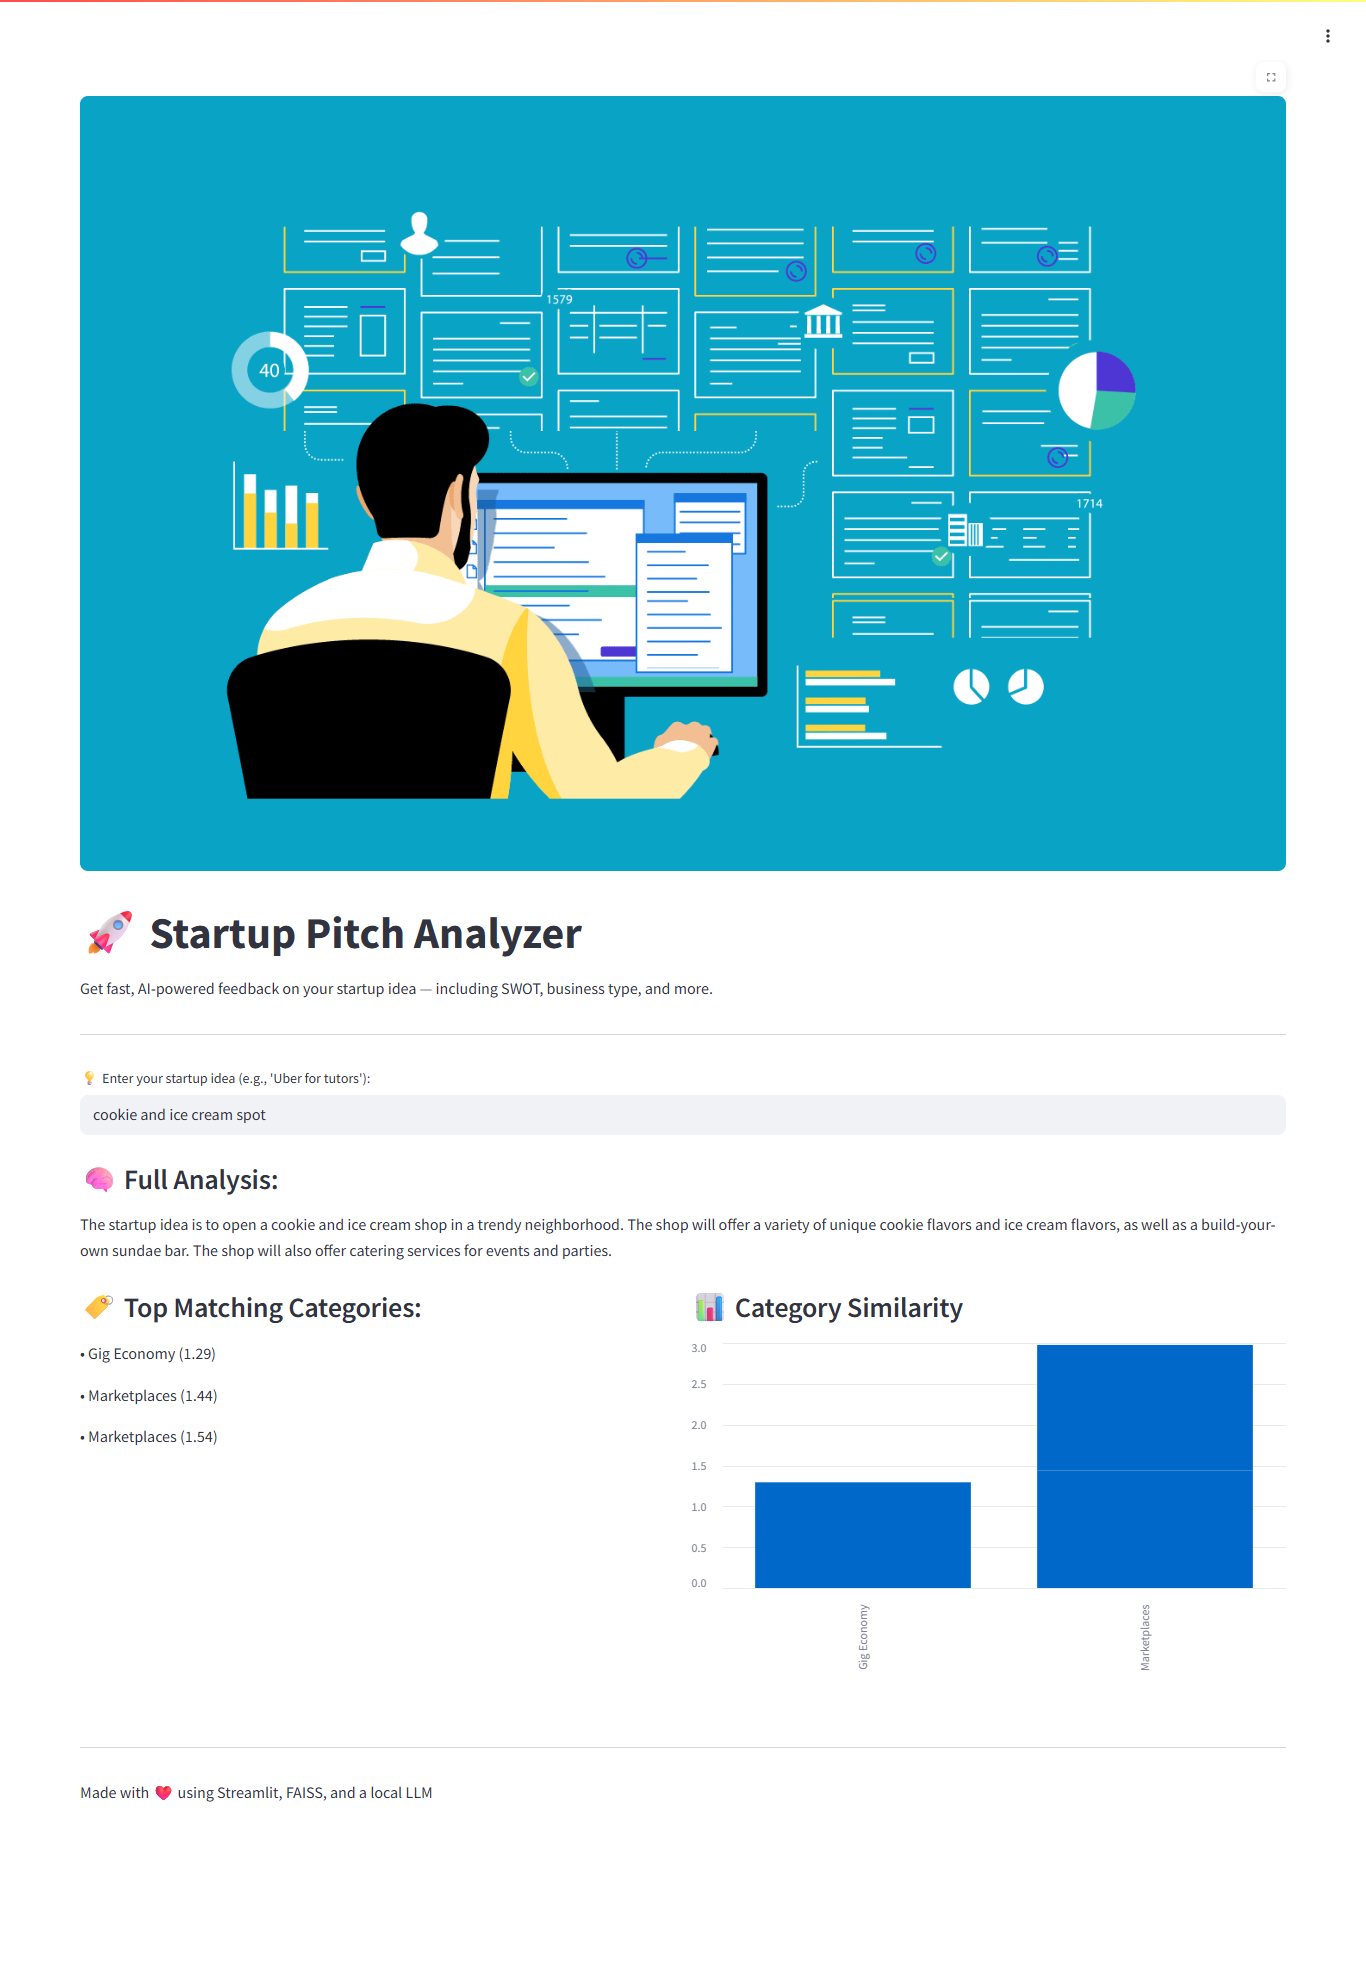 1579
40
1714
🚀 Startup Pitch Analyzer
Get fast, AI-powered feedback on your startup idea — including SWOT, business type, and more.
💡 Enter your startup idea (e.g., 'Uber for tutors'):
cookie and ice cream spot
🧠 Full Analysis:
The startup idea is to open a cookie and ice cream shop in a trendy neighborhood. The shop will offer a variety of unique cookie flavors and ice cream flavors, as well as a build-your-
own sundae bar. The shop will also offer catering services for events and parties.
🏷️ Top Matching Categories:
• Gig Economy (1.29)
• Marketplaces (1.44)
• Marketplaces (1.54)
📊 Category Similarity
3.0
2.5
2.0
1.5
1.0
0.5
0.0
Gig Economy
Marketplaces
Made with ❤️ using Streamlit, FAISS, and a local LLM